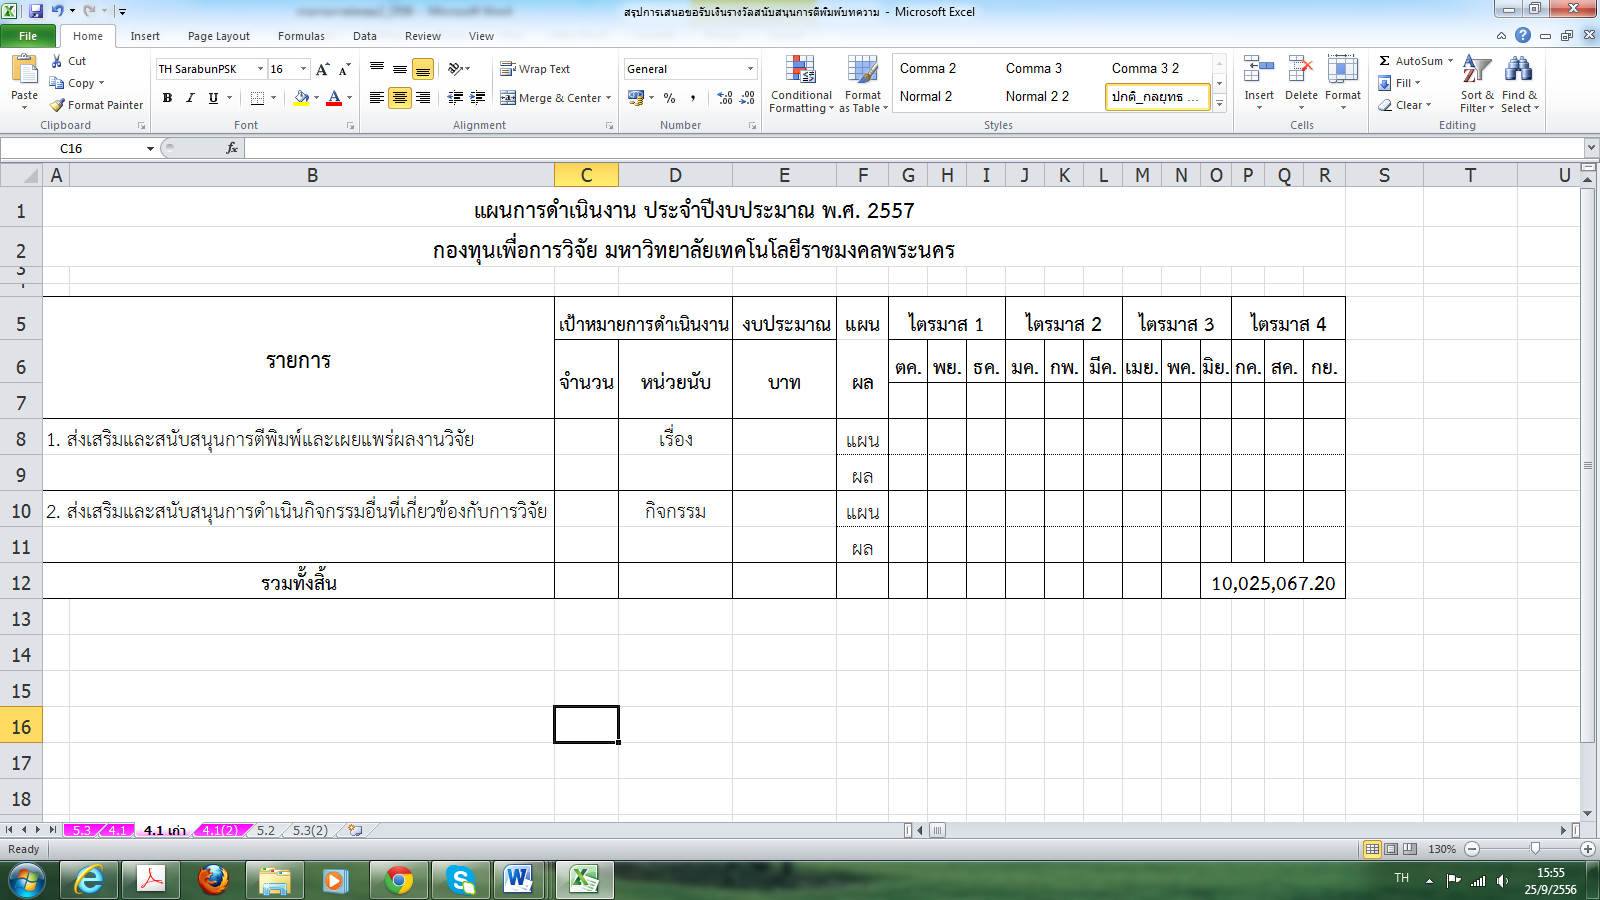 สรุปการเสนอขอรับเงินรางวัลสนับสนุนการตีพิมพ์บทความ - Microsoft Excel
File Home Insert Page Layout Formulas Data Review View
Paste Cut Copy Format Painter Clipboard
TH SarabunPSK 16 A A B I U A Font
Wrap Text Merge & Center Alignment
General % , Number
Conditional Formatting Format as Table
Comma 2 Comma 3 Comma 3 2
Normal 2 Normal 2 2 ปกติ_กลยุทธ ...
Styles
Insert Delete Format Cells
Σ AutoSum Fill Clear Sort & Filter Find & Select Editing
C16 fx
A B C D E F G H I J K L M N O P Q R S T U
1 แผนการดำเนินงาน ประจำปีงบประมาณ พ.ศ. 2557
2 กองทุนเพื่อการวิจัย มหาวิทยาลัยเทคโนโลยีราชมงคลพระนคร
3
5 รายการ เป้าหมายการดำเนินงาน งบประมาณ แผน ไตรมาส 1 ไตรมาส 2 ไตรมาส 3 ไตรมาส 4
6 จำนวน หน่วยนับ บาท ผล ตค. พย. ธค. มค. กพ. มีค. เมย. พค. มิย. กค. สค. กย.
7
8 1. ส่งเสริมและสนับสนุนการตีพิมพ์และเผยแพร่ผลงานวิจัย เรื่อง แผน
9 ผล
10 2. ส่งเสริมและสนับสนุนการดำเนินกิจกรรมอื่นที่เกี่ยวข้องกับการวิจัย กิจกรรม แผน
11 ผล
12 รวมทั้งสิ้น 10,025,067.20
13
14
15
16
17
18
5.3 4.1 4.1 เก่า 4.1(2) 5.2 5.3(2)
Ready 130%
TH 15:55
25/9/2556